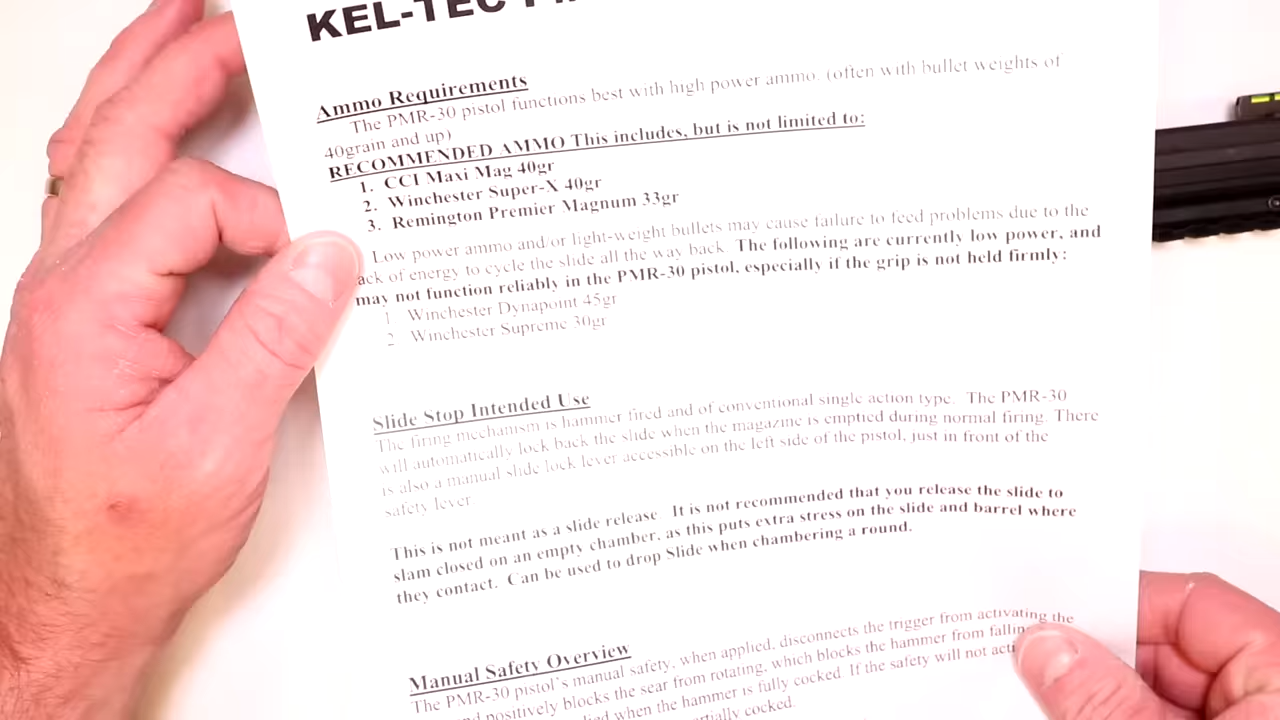 KEL-TEC
Ammo Requirements
The PMR-30 pistol functions best with high power ammo. (often with bullet weights of
40grain and up)
RECOMMENDED AMMO This includes, but is not limited to:
1. CCI Maxi Mag 40gr
2. Winchester Super-X 40gr
3. Remington Premier Magnum 33gr
Low power ammo and/or light-weight bullets may cause failure to feed problems due to the
ack of energy to cycle the slide all the way back. The following are currently low power, and
may not function reliably in the PMR-30 pistol, especially if the grip is not held firmly:
1 Winchester Dynapoint 45gr
2 Winchester Supreme 30gr
Slide Stop Intended Use
The firing mechanism is hammer fired and of conventional single action type. The PMR-30
will automatically lock back the slide when the magazine is emptied during normal firing. There
is also a manual slide lock lever accessible on the left side of the pistol, just in front of the
safety lever.
This is not meant as a slide release. It is not recommended that you release the slide to
slam closed on an empty chamber, as this puts extra stress on the slide and barrel where
they contact. Can be used to drop Slide when chambering a round.
Manual Safety Overview
The PMR-30 pistol's manual safety, when applied, disconnects the trigger from activating the
and positively blocks the sear from rotating, which blocks the hammer from fallin
lied when the hammer is fully cocked. If the safety will not acti
rtially cocked.